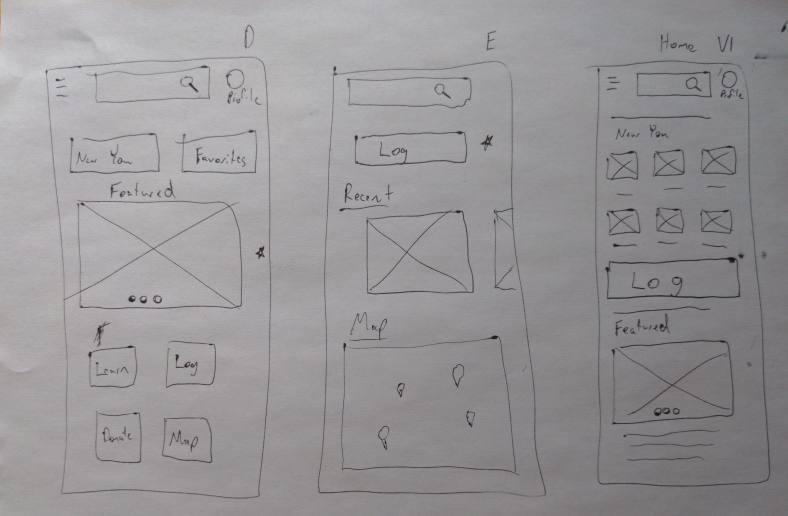 D
Profile
New You
Favorites
Featured
Learn
Log
Donate
Map
E
Log
Recent
Map
Home V1
Profile
New You
Log
Featured